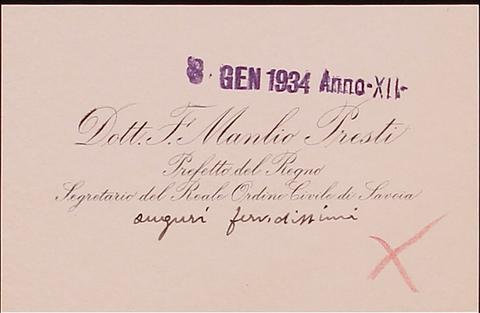 8 GEN 1934 Anno-XII-
Dott. F. Manlio Presti
Prefetto del Regno
Segretario del Reale Ordine Civile di Savoia
auguri fervidissimi